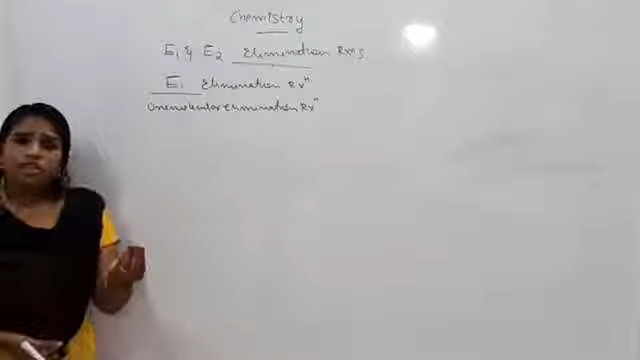 Chemistry
E1 & E2 Elimination Rxns.
E1 Elimination Rxn
Unimolecular Elimination Rxn